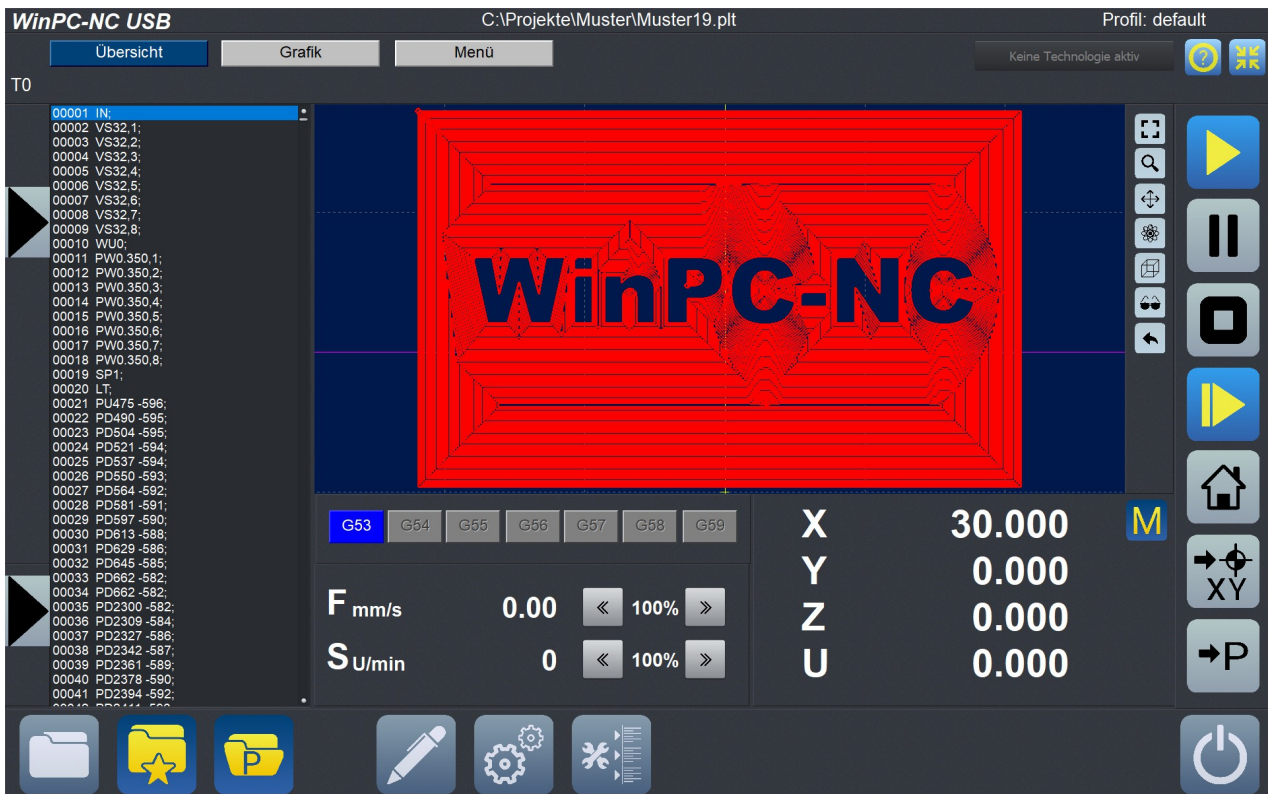 WinPC-NC USB
C:\Projekte\Muster\Muster19.plt
Profil: default
Übersicht
Grafik
Menü
Keine Technologie aktiv
?
T0
00001 IN;
00002 VS32,1;
00003 VS32,2;
00004 VS32,3;
00005 VS32,4;
00006 VS32,5;
00007 VS32,6;
00008 VS32,7;
00009 VS32,8;
00010 WU0;
00011 PW0.350,1;
00012 PW0.350,2;
00013 PW0.350,3;
00014 PW0.350,4;
00015 PW0.350,5;
00016 PW0.350,6;
00017 PW0.350,7;
00018 PW0.350,8;
00019 SP1;
00020 LT;
00021 PU475 -596;
00022 PD490 -595;
00023 PD504 -595;
00024 PD521 -594;
00025 PD537 -594;
00026 PD550 -593;
00027 PD564 -592;
00028 PD581 -591;
00029 PD597 -590;
00030 PD613 -588;
00031 PD629 -586;
00032 PD645 -585;
00033 PD662 -582;
00034 PD662 -582;
00035 PD2300 -582;
00036 PD2309 -584;
00037 PD2327 -586;
00038 PD2342 -587;
00039 PD2361 -589;
00040 PD2378 -590;
00041 PD2394 -592;
WinPC-NC
G53 G54 G55 G56 G57 G58 G59
F mm/s 0.00 « 100% »
S U/min 0 « 100% »
X 30.000
Y 0.000
Z 0.000
U 0.000
M
XY
P
P